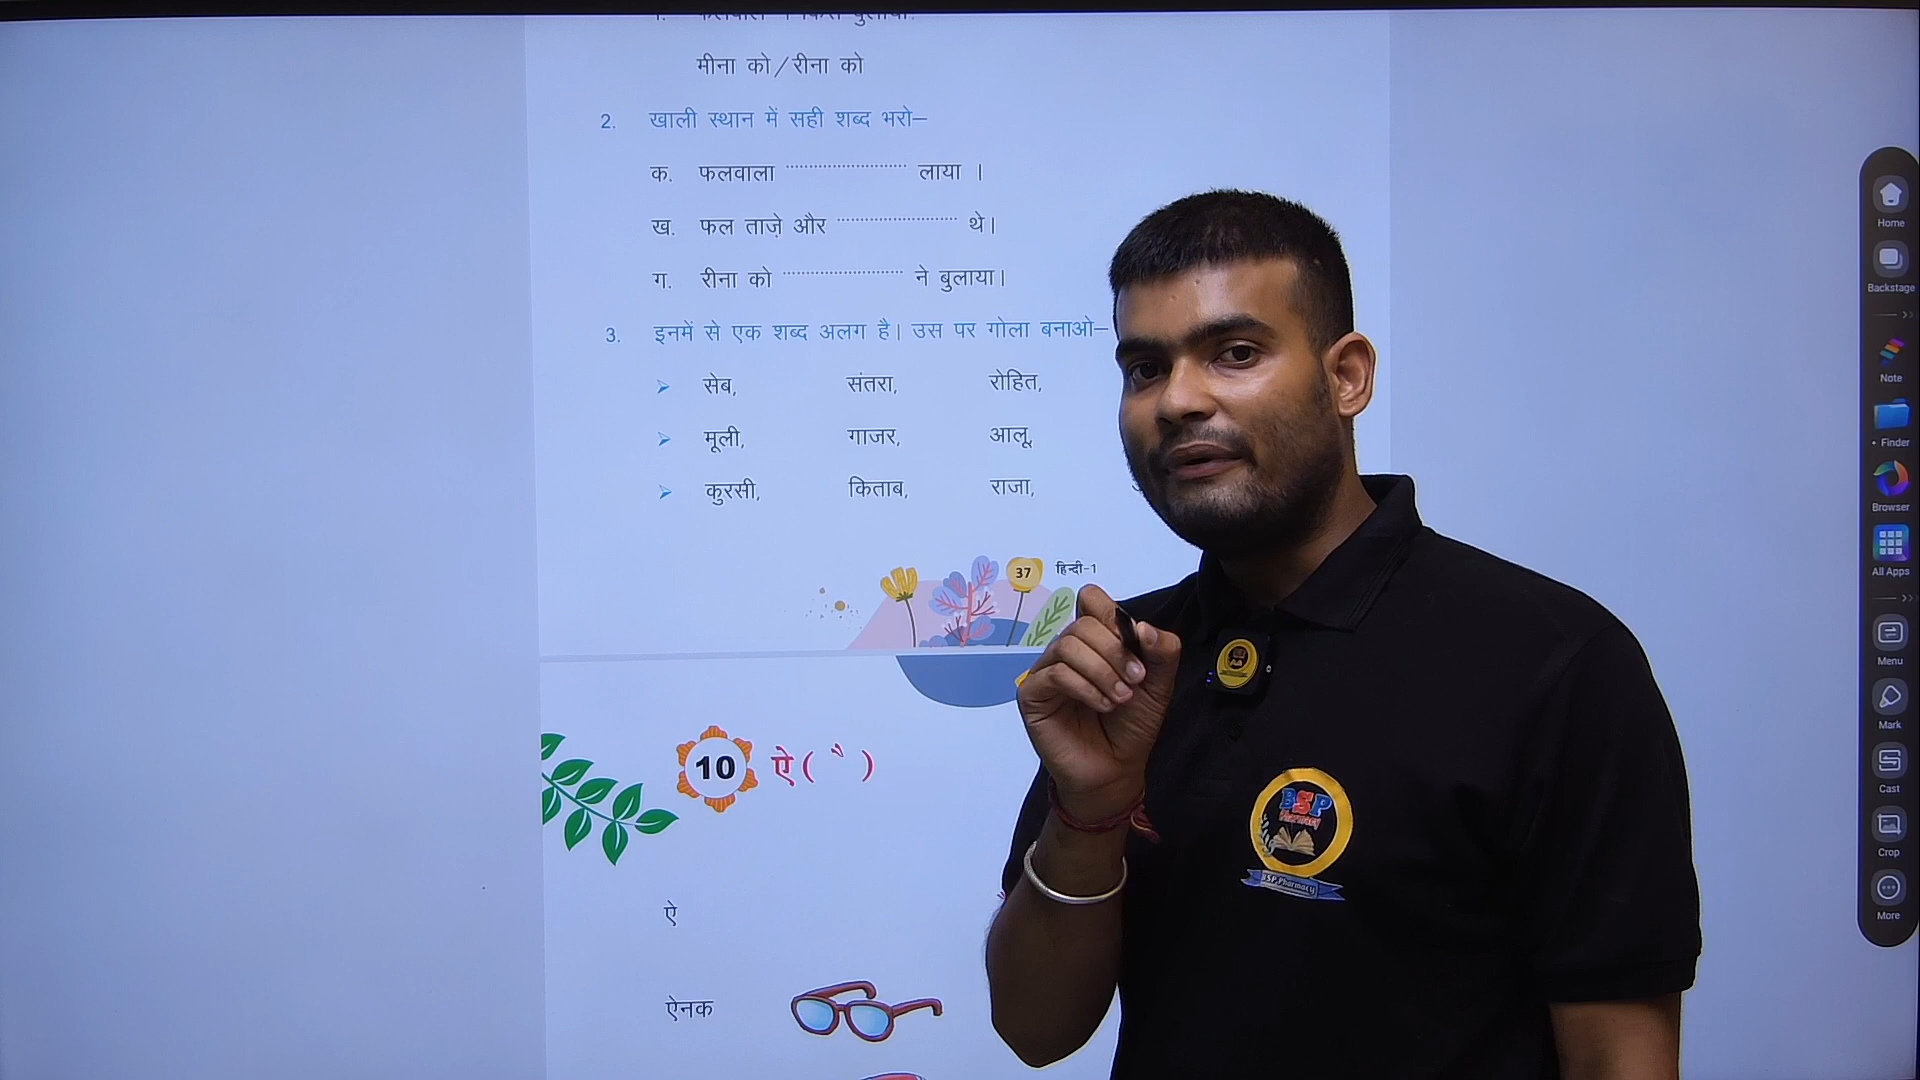 मीना को/रीना को
2. खाली स्थान में सही शब्द भरो–
क. फलवाला ........................ लाया ।
ख. फल ताज़े और ........................ थे।
ग. रीना को ........................ ने बुलाया।
3. इनमें से एक शब्द अलग है। उस पर गोला बनाओ–
➢ सेब, संतरा, रोहित,
➢ मूली, गाजर, आलू,
➢ कुरसी, किताब, राजा,
37 हिन्दी-1
10 ऐ ( ै )
ऐ
ऐनक
BSP
Pharmacy
BSP Pharmacy
Home
Backstage
Note
Finder
Browser
All Apps
Menu
Mark
Cast
Crop
More